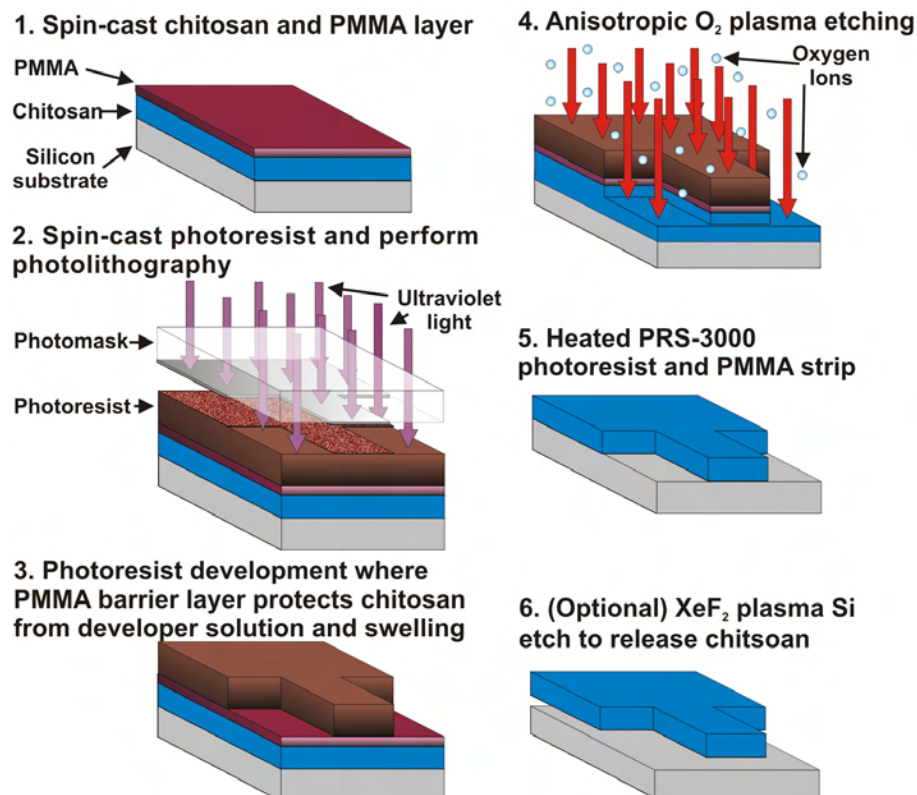 1. Spin-cast chitosan and PMMA layer
PMMA
Chitosan
Silicon
substrate
2. Spin-cast photoresist and perform
photolithography
Ultraviolet
light
Photomask
Photoresist
3. Photoresist development where
PMMA barrier layer protects chitosan
from developer solution and swelling
4. Anisotropic O₂ plasma etching
Oxygen
Ions
5. Heated PRS-3000
photoresist and PMMA strip
6. (Optional) XeF₂ plasma Si
etch to release chitsoan